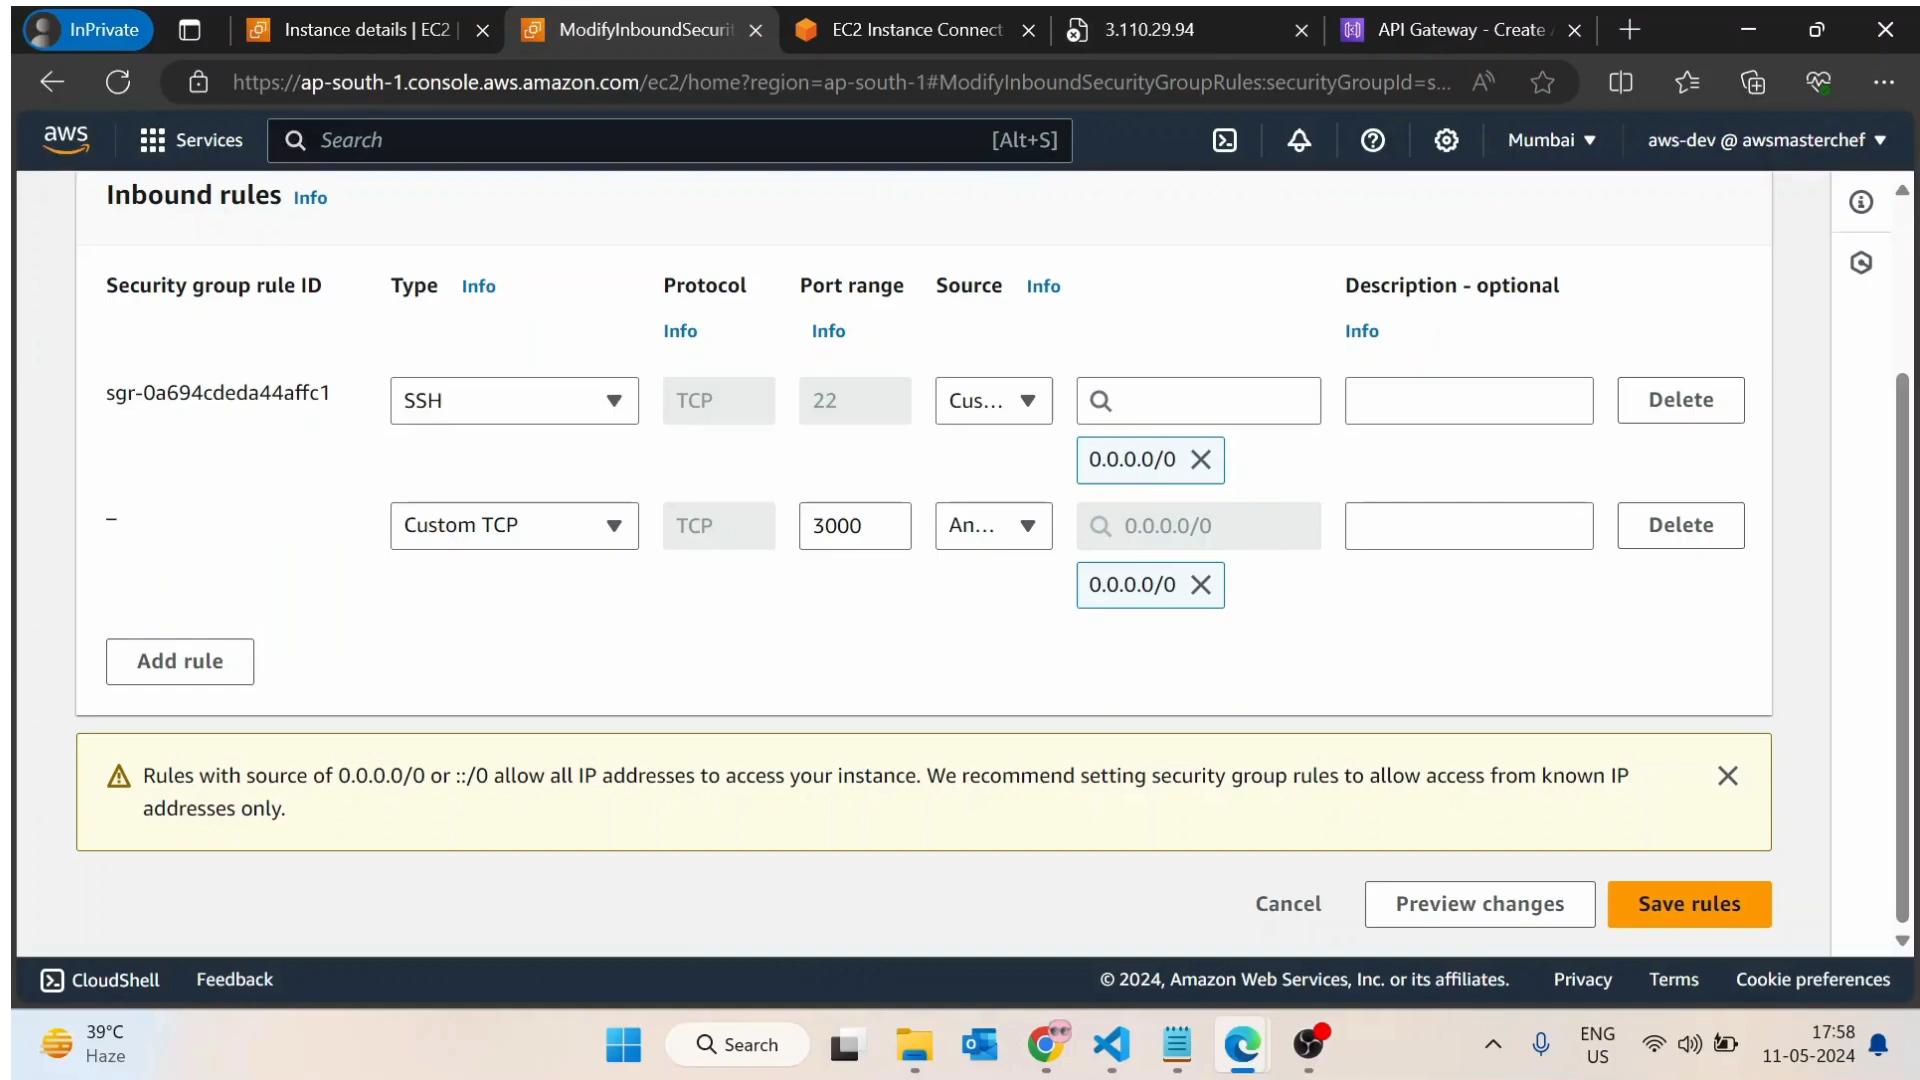 InPrivate
Instance details | EC2
ModifyInboundSecurit
EC2 Instance Connect
3.110.29.94
API Gateway - Create
https://ap-south-1.console.aws.amazon.com/ec2/home?region=ap-south-1#ModifyInboundSecurityGroupRules:securityGroupId=s...
aws
Services
Search
[Alt+S]
Mumbai
aws-dev @ awsmasterchef
Inbound rules Info
Security group rule ID
Type Info
Protocol
Info
Port range
Info
Source Info
Description - optional
Info
sgr-0a694cdeda44affc1
SSH
TCP
22
Cus...
Delete
0.0.0.0/0
–
Custom TCP
TCP
3000
An...
0.0.0.0/0
Delete
0.0.0.0/0
Add rule
Rules with source of 0.0.0.0/0 or ::/0 allow all IP addresses to access your instance. We recommend setting security group rules to allow access from known IP
addresses only.
Cancel
Preview changes
Save rules
CloudShell
Feedback
© 2024, Amazon Web Services, Inc. or its affiliates.
Privacy
Terms
Cookie preferences
39°C
Haze
Search
ENG
US
17:58
11-05-2024